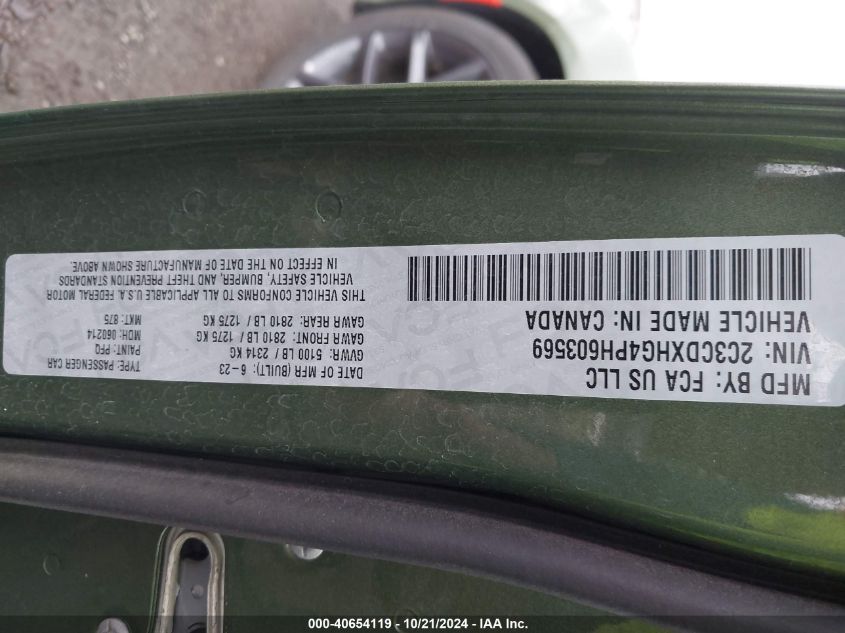 MFD BY: FCA US LLC
DATE OF MFR (BUILT): 6-23
GVWR: 5100 LB / 2314 KG
GAWR FRONT: 2810 LB / 1275 KG
GAWR REAR: 2810 LB / 1275 KG
THIS VEHICLE CONFORMS TO ALL APPLICABLE U.S.A. FEDERAL MOTOR
VEHICLE SAFETY, BUMPER, AND THEFT PREVENTION STANDARDS
IN EFFECT ON THE DATE OF MANUFACTURE SHOWN ABOVE.
VIN: 2C3CDXHG4PH603569
VEHICLE MADE IN: CANADA
TYPE: PASSENGER CAR
PAINT: PFQ
MDH: 060214
MKT: 875
000-40654119 - 10/21/2024 - IAA Inc.